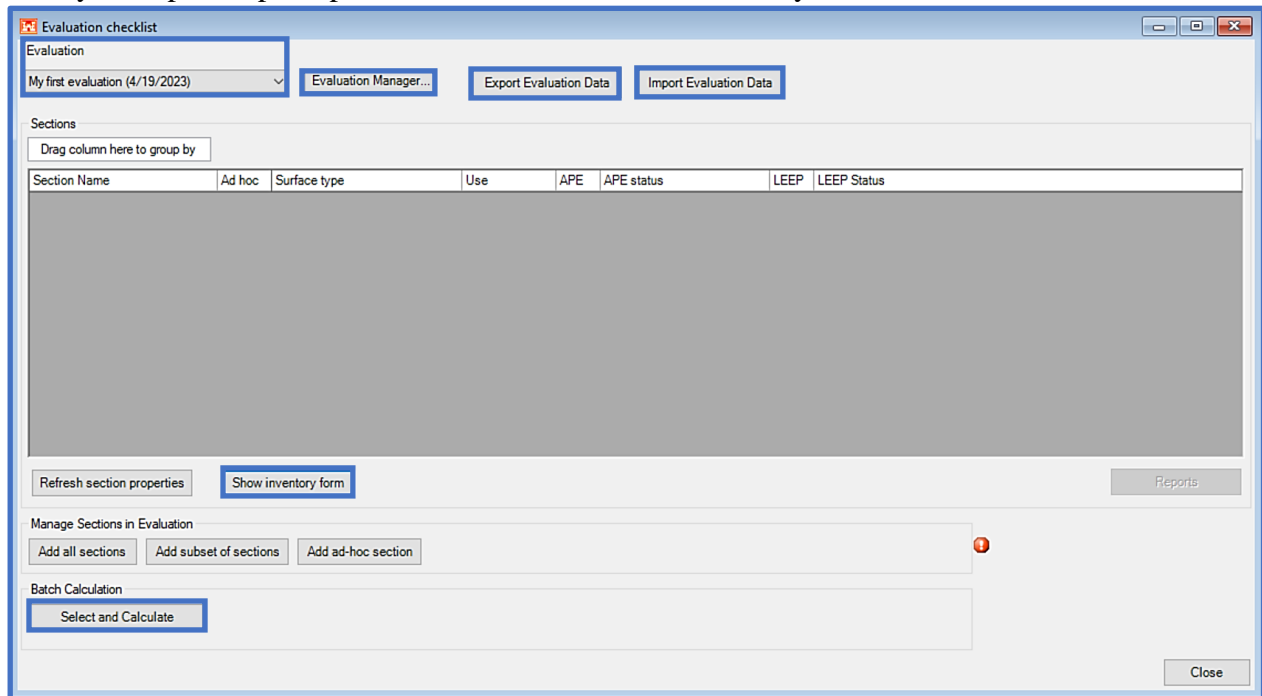 Evaluation checklist
Evaluation
My first evaluation (4/19/2023)
Evaluation Manager...
Export Evaluation Data
Import Evaluation Data
Sections
Drag column here to group by
Section Name Ad hoc Surface type Use APE APE status LEEP LEEP Status
Refresh section properties
Show inventory form
Reports
Manage Sections in Evaluation
Add all sections
Add subset of sections
Add ad-hoc section
Batch Calculation
Select and Calculate
Close